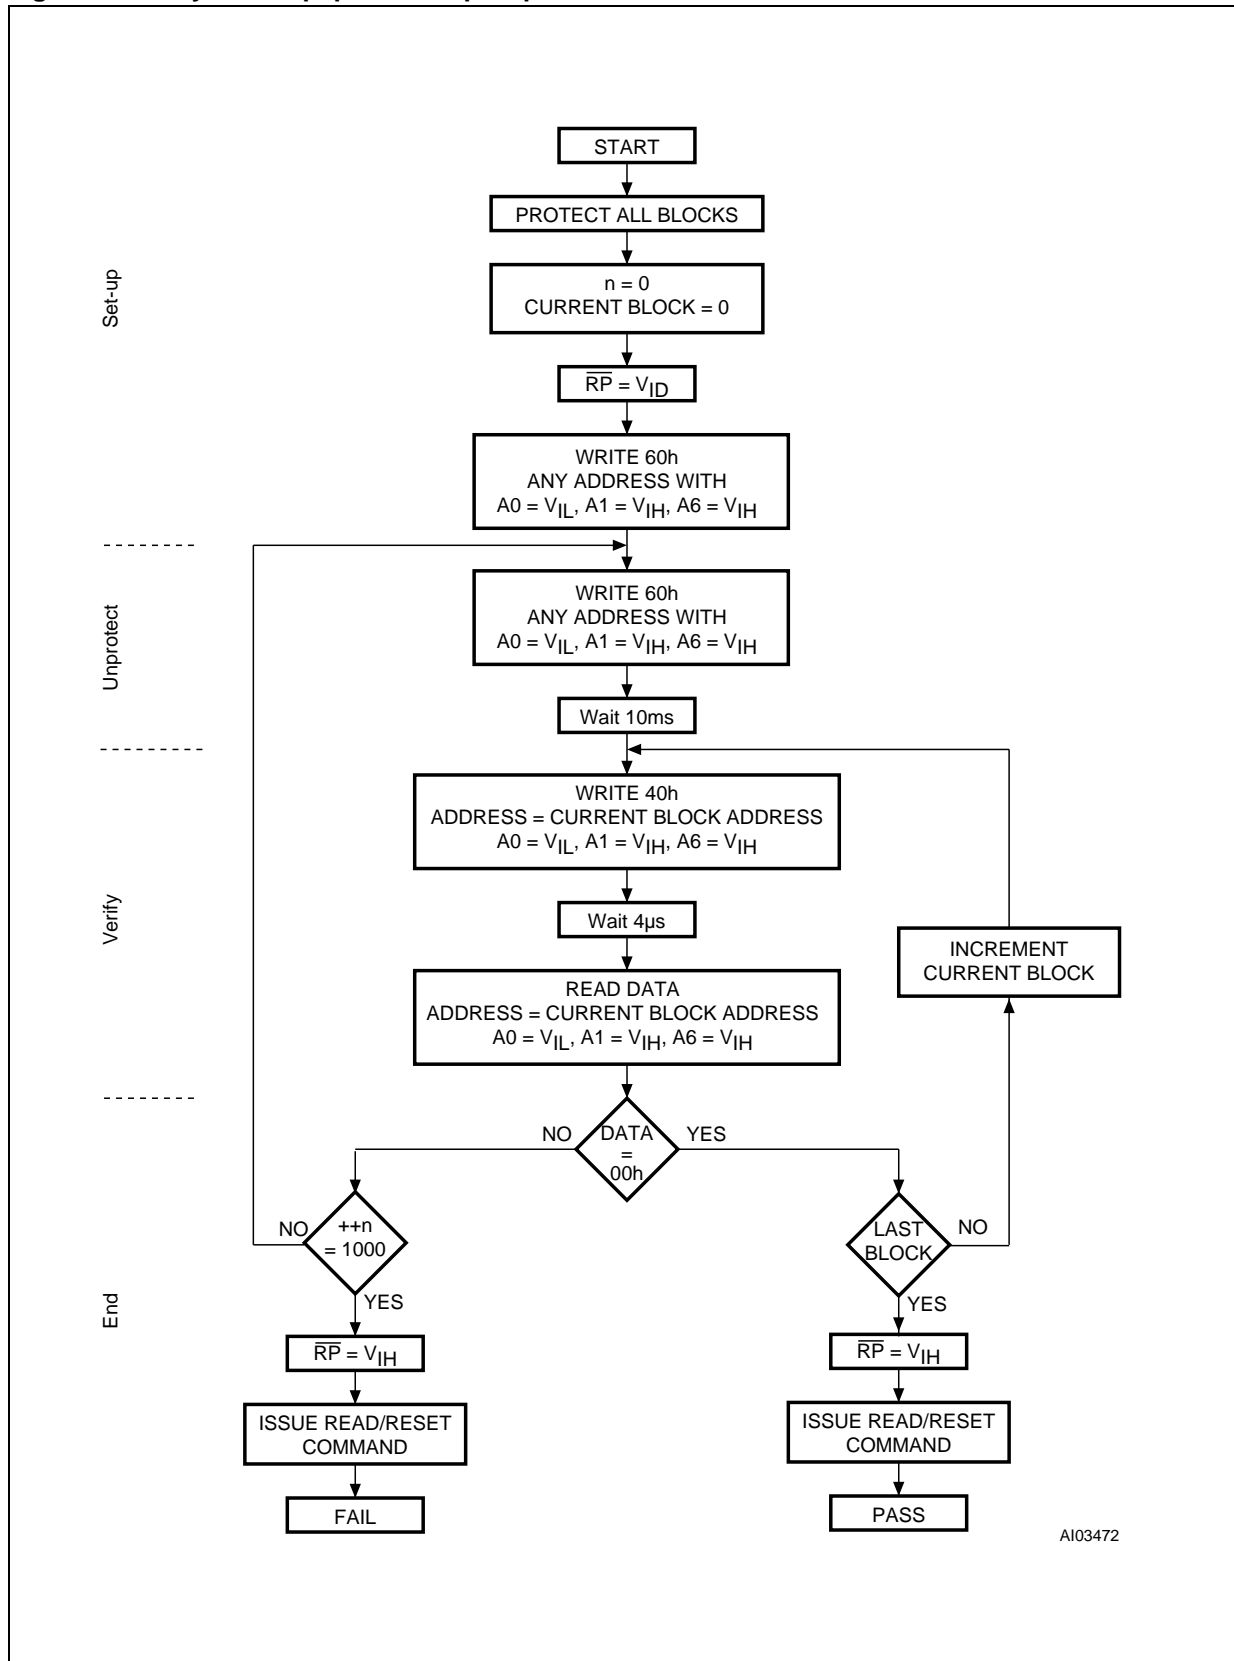 START
PROTECT ALL BLOCKS
n = 0
CURRENT BLOCK = 0
Set-up
RP = VID
WRITE 60h
ANY ADDRESS WITH
A0 = VIL, A1 = VIH, A6 = VIH
Unprotect
WRITE 60h
ANY ADDRESS WITH
A0 = VIL, A1 = VIH, A6 = VIH
Wait 10ms
Verify
WRITE 40h
ADDRESS = CURRENT BLOCK ADDRESS
A0 = VIL, A1 = VIH, A6 = VIH
Wait 4µs
INCREMENT
CURRENT BLOCK
READ DATA
ADDRESS = CURRENT BLOCK ADDRESS
A0 = VIL, A1 = VIH, A6 = VIH
End
NO
DATA
=
00h
YES
NO
++n
= 1000
YES
LAST
BLOCK
NO
YES
RP = VIH
RP = VIH
ISSUE READ/RESET
COMMAND
ISSUE READ/RESET
COMMAND
FAIL
PASS
AI03472